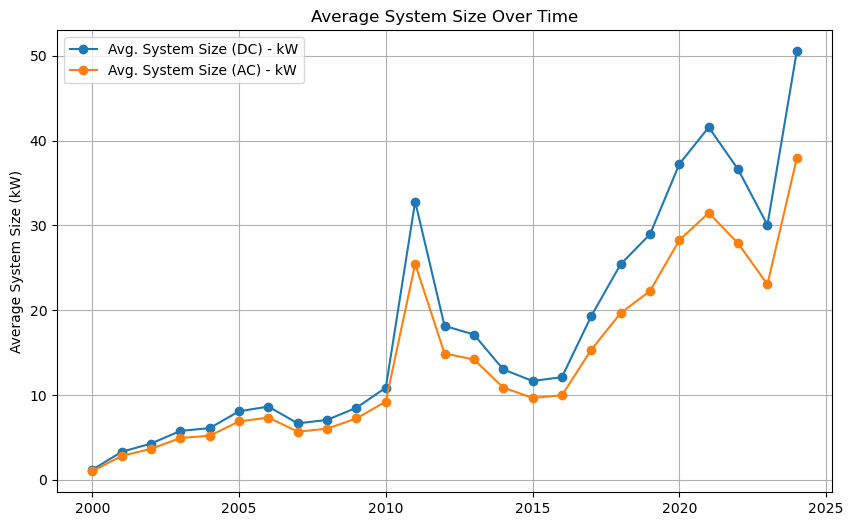 Average System Size Over Time
Avg. System Size (DC) - kW
Avg. System Size (AC) - kW
Average System Size (kW)
50
40
30
20
10
0
2000 2005 2010 2015 2020 2025